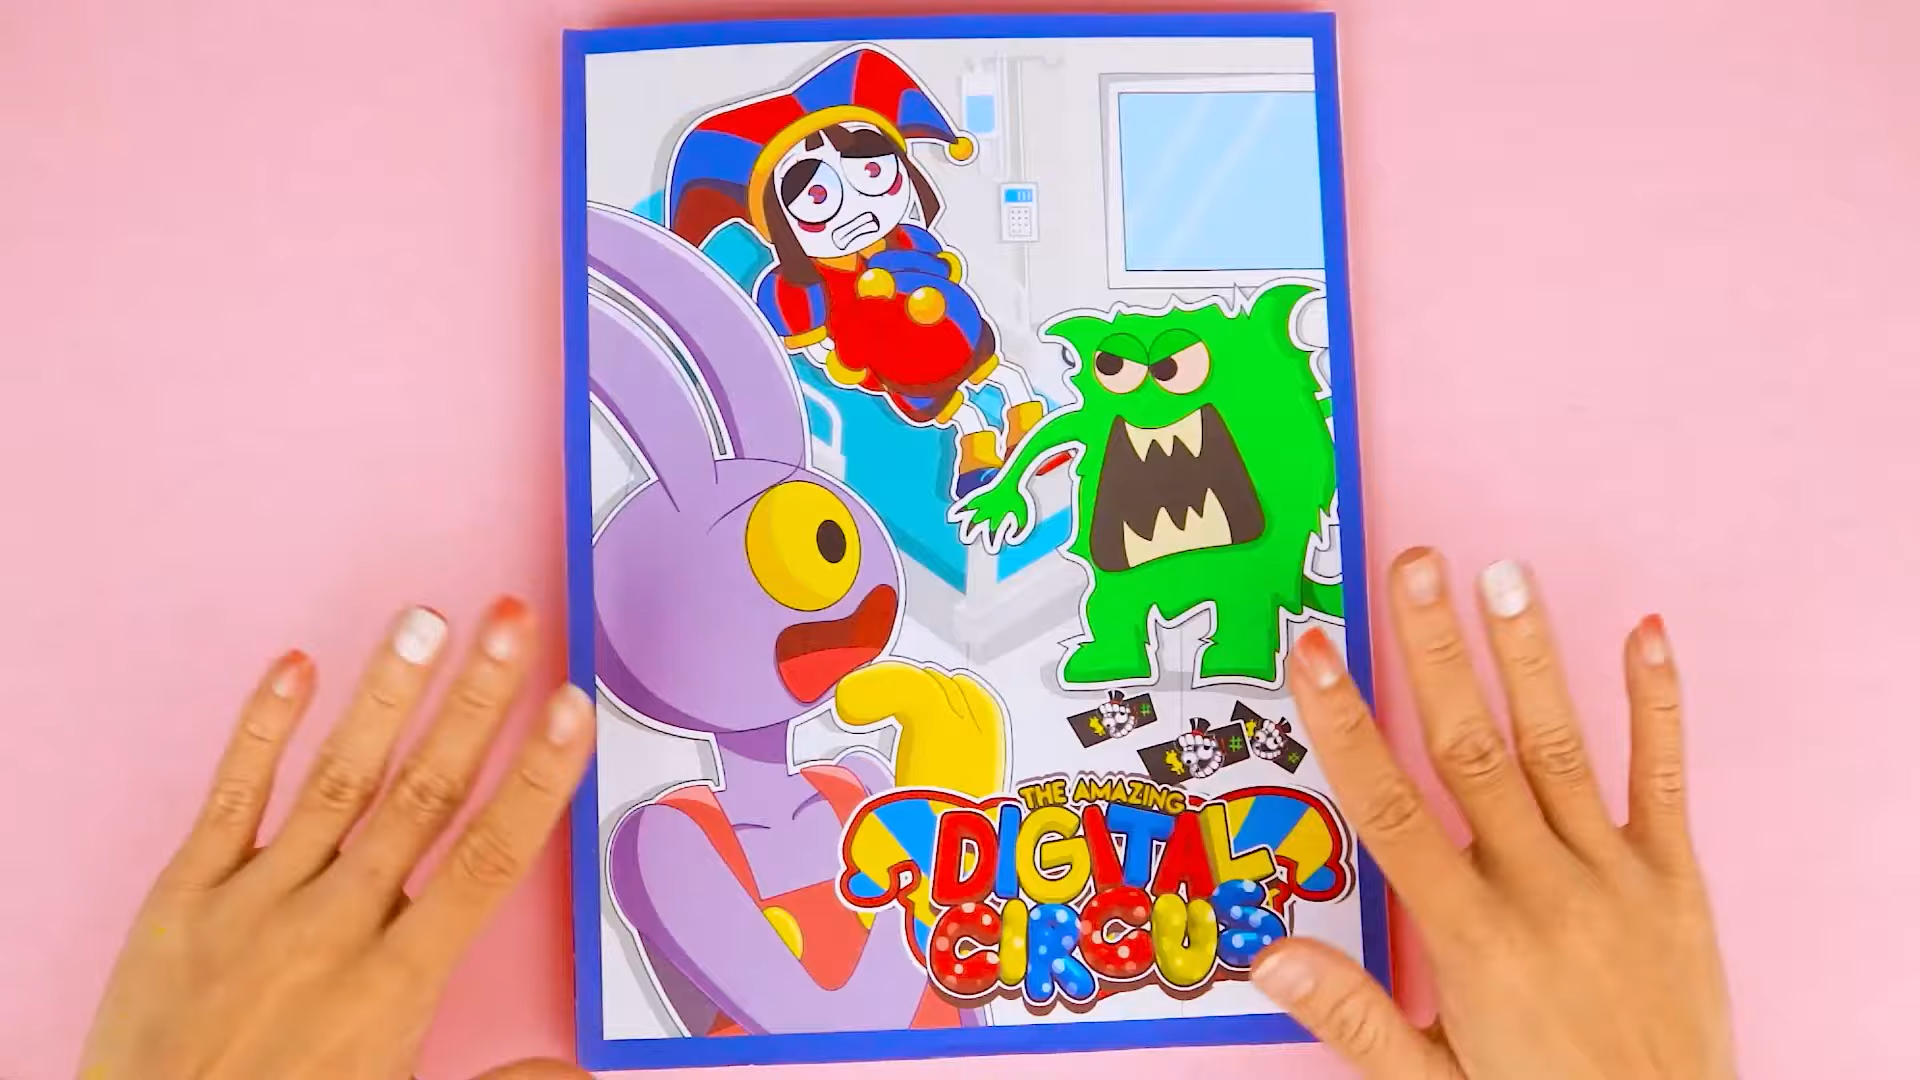 THE AMAZING
DIGITAL
CIRCUS
#
#
#